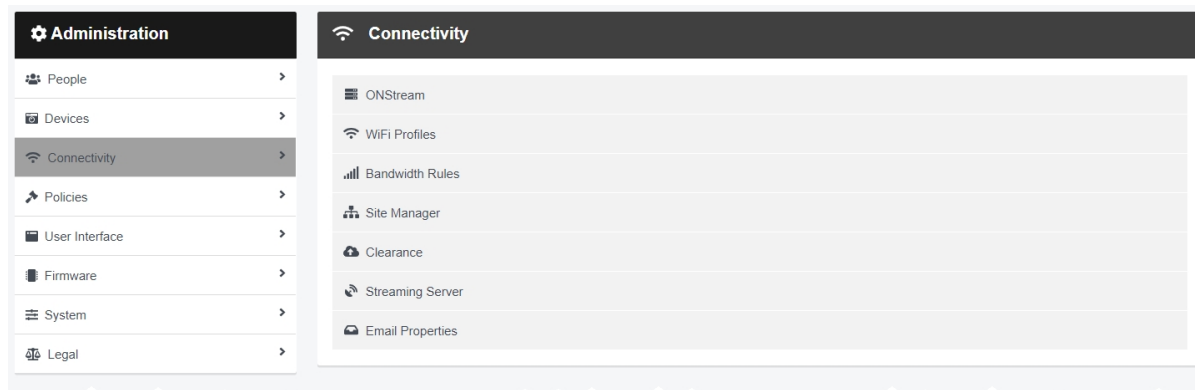 Administration
People
Devices
Connectivity
Policies
User Interface
Firmware
System
Legal
Connectivity
ONStream
WiFi Profiles
Bandwidth Rules
Site Manager
Clearance
Streaming Server
Email Properties